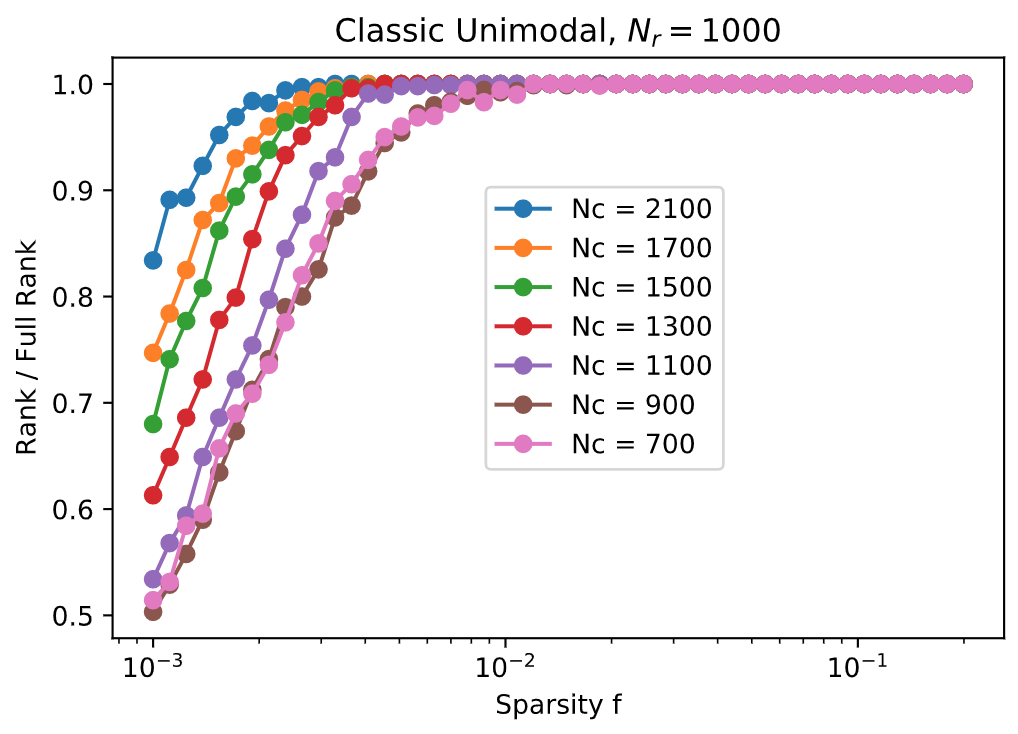 Classic Unimodal, $N_r = 1000$
Rank / Full Rank
1.0
0.9
0.8
0.7
0.6
0.5
Nc = 2100
Nc = 1700
Nc = 1500
Nc = 1300
Nc = 1100
Nc = 900
Nc = 700
10⁻³ 10⁻² 10⁻¹
Sparsity f